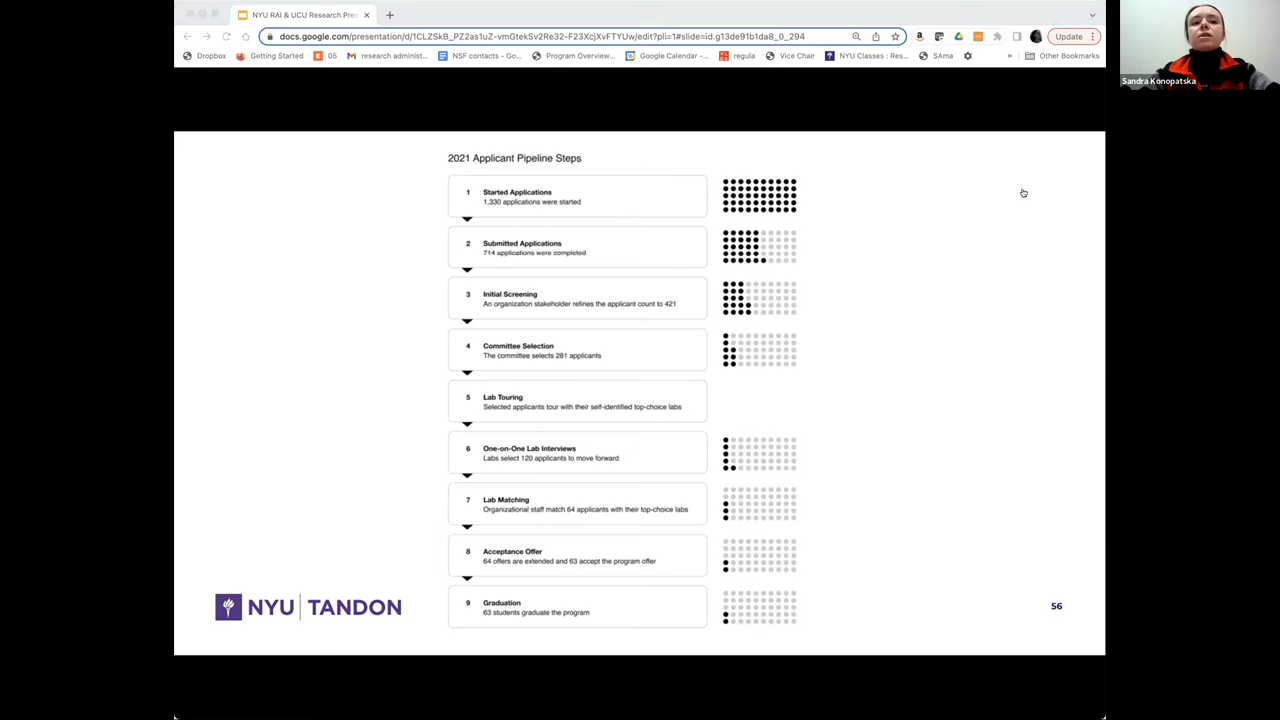 NYU RAI & UCU Research Pres
docs.google.com/presentation/d/1CLZSkB_PZ2as1uZ-vmGtekSv2Re32-F23XcjXvFTYUw/edit?pli=1#slide=id.g13de91b1da8_0_294
Update
Dropbox Getting Started 05 research administ... NSF contacts – Go... Program Overview... Google Calendar –... regula Vice Chair NYU Classes : Res... SAma » Other Bookmarks
Sandra Konopatska
2021 Applicant Pipeline Steps
1 Started Applications
1,330 applications were started
2 Submitted Applications
714 applications were completed
3 Initial Screening
An organization stakeholder refines the applicant count to 421
4 Committee Selection
The committee selects 281 applicants
5 Lab Touring
Selected applicants tour with their self-identified top-choice labs
6 One-on-One Lab Interviews
Labs select 120 applicants to move forward
7 Lab Matching
Organizational staff match 64 applicants with their top-choice labs
8 Acceptance Offer
64 offers are extended and 63 accept the program offer
9 Graduation
63 students graduate the program
NYU | TANDON
56